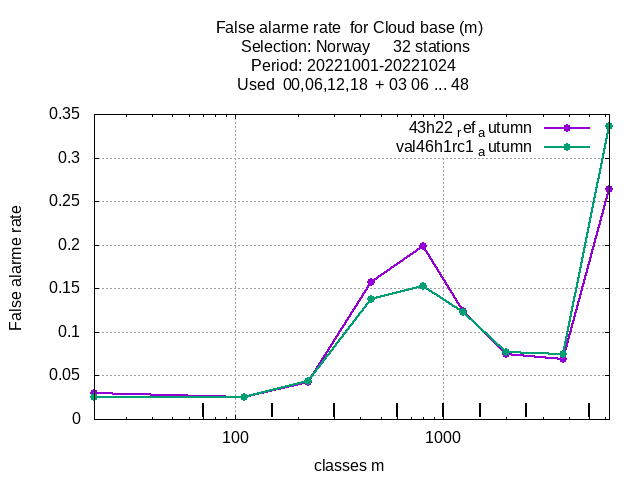 False alarme rate for Cloud base (m)
Selection: Norway 32 stations
Period: 20221001-20221024
Used 00,06,12,18 + 03 06 ... 48
0.35
0.3
0.25
0.2
0.15
0.1
0.05
0
False alarme rate
43h22 ref autumn
val46h1rc1 autumn
100
1000
classes m